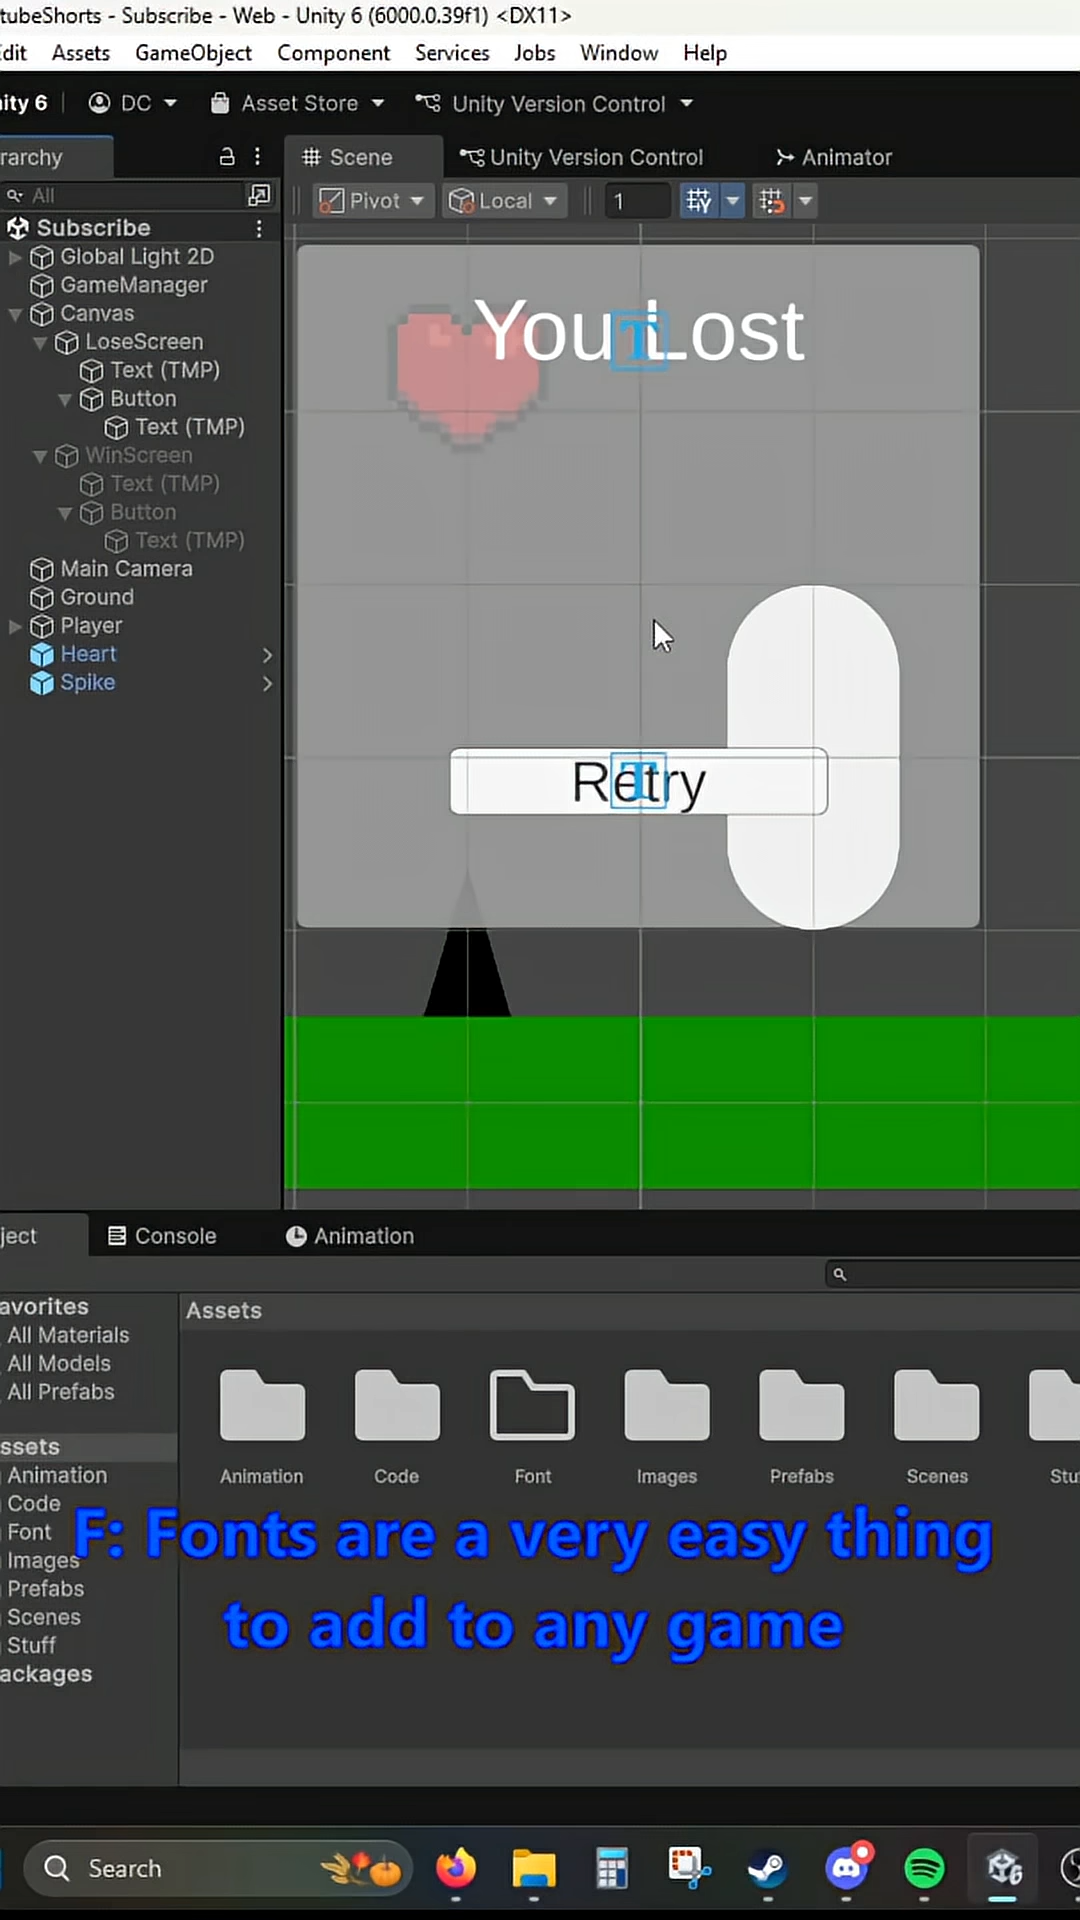 tubeShorts - Subscribe - Web - Unity 6 (6000.0.39f1) <DX11>
Edit Assets GameObject Component Services Jobs Window Help
nity 6 DC Asset Store Unity Version Control
rarchy
Scene Unity Version Control Animator
All
Pivot Local 1
Subscribe
Global Light 2D
GameManager
Canvas
LoseScreen
Text (TMP)
Button
Text (TMP)
WinScreen
Text (TMP)
Button
Text (TMP)
Main Camera
Ground
Player
Heart
Spike
You Lost
Retry
ject Console Animation
avorites
All Materials
All Models
All Prefabs
ssets
Animation
Code
Font
Images
Prefabs
Scenes
Stuff
ackages
Assets
Animation Code Font Images Prefabs Scenes Stu
F: Fonts are a very easy thing
to add to any game
Search